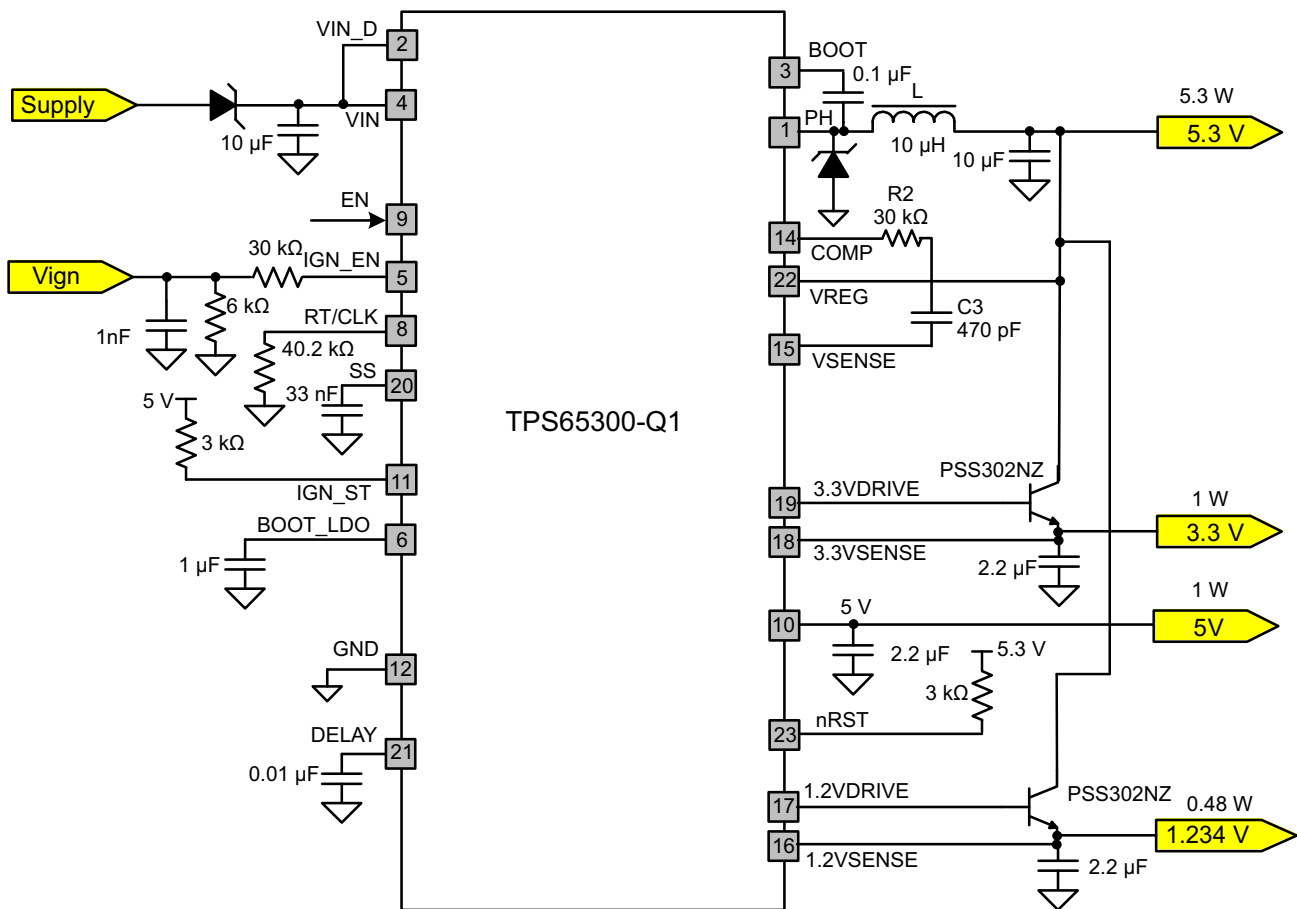 VIN_D
2
Supply
4
VIN
10 µF
EN
9
30 kΩ
IGN_EN
Vign
5
6 kΩ
1nF
RT/CLK
8
40.2 kΩ
SS
20
33 nF
5 V
3 kΩ
11
IGN_ST
BOOT_LDO
6
1 µF
GND
12
DELAY
21
0.01 µF
TPS65300-Q1
BOOT
3
0.1 µF
L
PH
1
10 µH
10 µF
5.3 W
5.3 V
R2
30 kΩ
14
COMP
22
VREG
C3
470 pF
15
VSENSE
PSS302NZ
19
3.3VDRIVE
1 W
3.3 V
18
3.3VSENSE
2.2 µF
1 W
5 V
10
5V
2.2 µF
5.3 V
3 kΩ
nRST
23
17
1.2VDRIVE
PSS302NZ
0.48 W
1.234 V
16
1.2VSENSE
2.2 µF